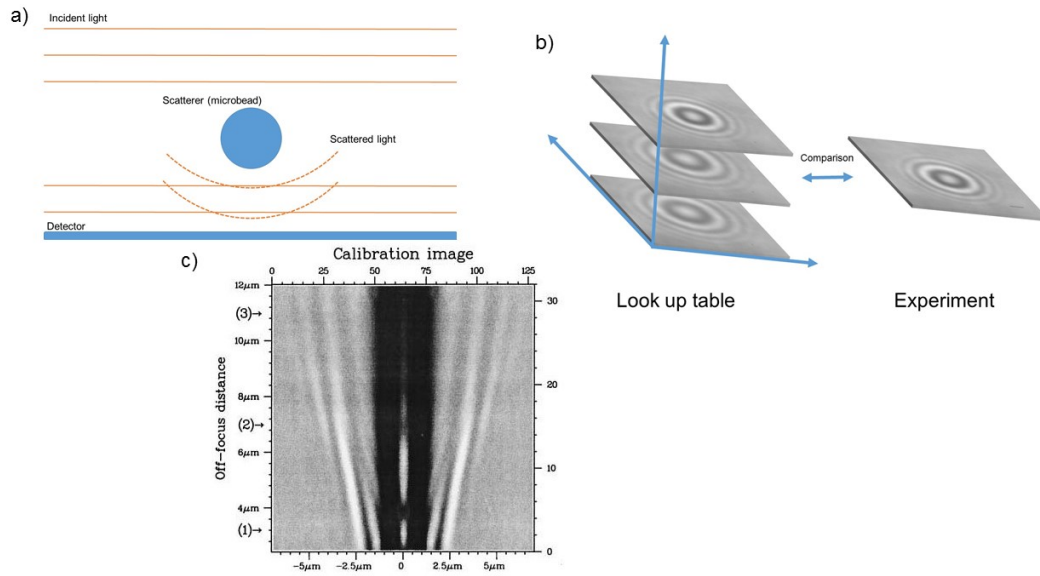 a)
Incident light
Scatterer (microbead)
Scattered light
Detector
b)
Comparison
Look up table
Experiment
c)
Calibration image
0 25 50 75 100 125
12μm
(3)→
10μm
8μm
(2)→
6μm
4μm
(1)→
Off-focus distance
30
20
10
0
−5μm −2.5μm 0 2.5μm 5μm